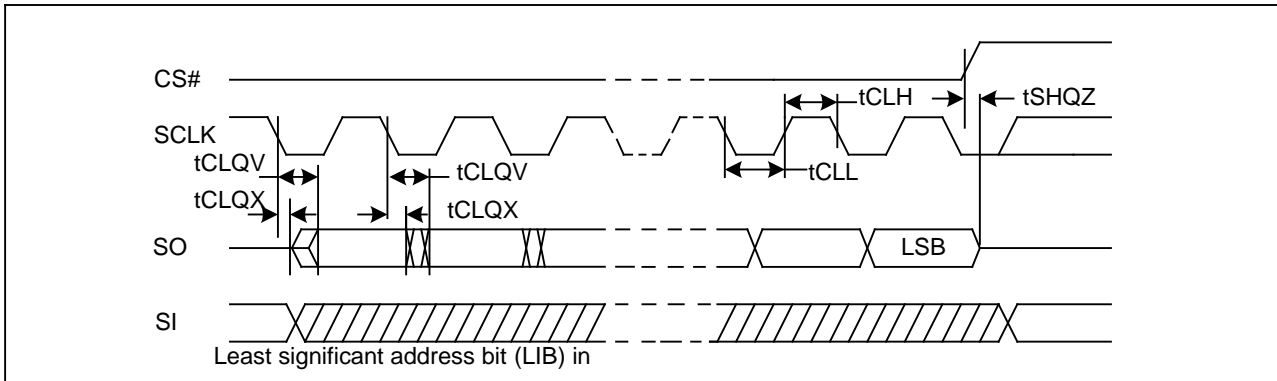 CS#
tCLH
tSHQZ
SCLK
tCLQV
tCLQV
tCLL
tCLQX
tCLQX
SO
LSB
SI
Least significant address bit (LIB) in